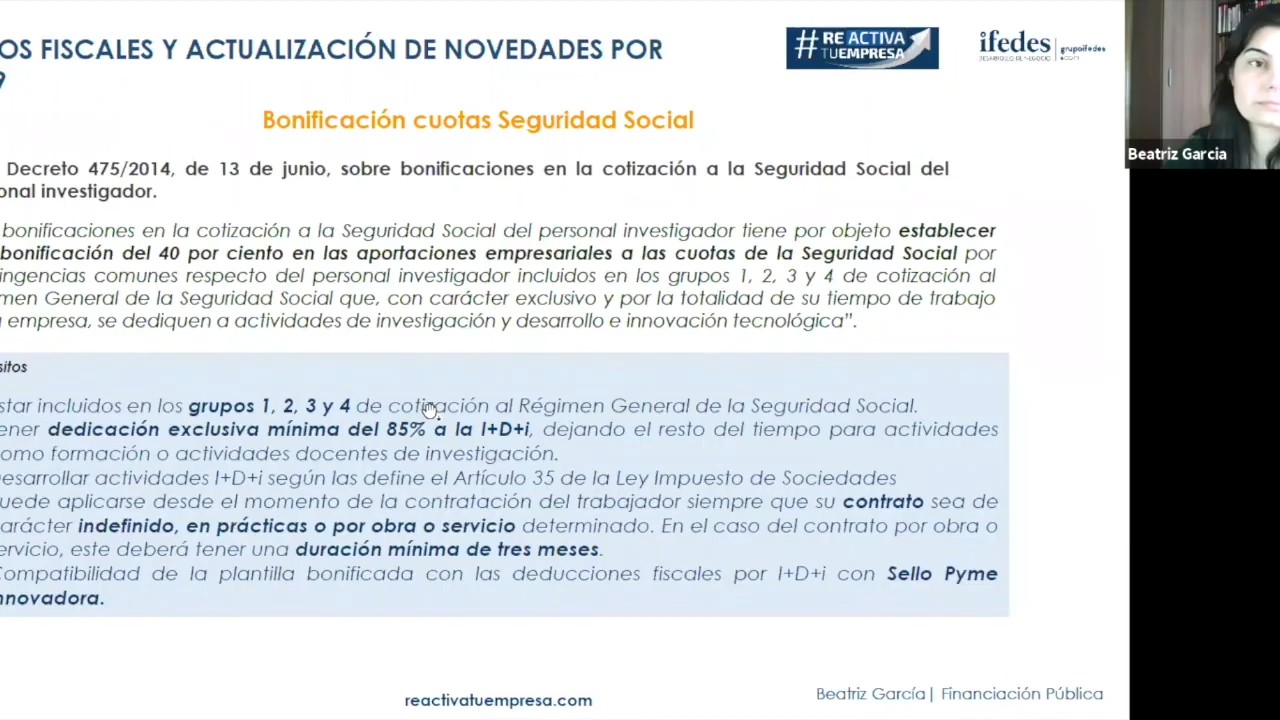 OS FISCALES Y ACTUALIZACIÓN DE NOVEDADES POR
9
# RE ACTIVA
TUEMPRESA
ifedes
DESARROLLO DE NEGOCIO
grupoifedes
.com
Bonificación cuotas Seguridad Social
Beatriz Garcia
Decreto 475/2014, de 13 de junio, sobre bonificaciones en la cotización a la Seguridad Social del
onal investigador.
bonificaciones en la cotización a la Seguridad Social del personal investigador tiene por objeto establecer
bonificación del 40 por ciento en las aportaciones empresariales a las cuotas de la Seguridad Social por
ingencias comunes respecto del personal investigador incluidos en los grupos 1, 2, 3 y 4 de cotización al
men General de la Seguridad Social que, con carácter exclusivo y por la totalidad de su tiempo de trabajo
a empresa, se dediquen a actividades de investigación y desarrollo e innovación tecnológica”.
sitos
star incluidos en los grupos 1, 2, 3 y 4 de cotización al Régimen General de la Seguridad Social.
ener dedicación exclusiva mínima del 85% a la I+D+i, dejando el resto del tiempo para actividades
omo formación o actividades docentes de investigación.
esarrollar actividades I+D+i según las define el Artículo 35 de la Ley Impuesto de Sociedades
uede aplicarse desde el momento de la contratación del trabajador siempre que su contrato sea de
arácter indefinido, en prácticas o por obra o servicio determinado. En el caso del contrato por obra o
ervicio, este deberá tener una duración mínima de tres meses.
Compatibilidad de la plantilla bonificada con las deducciones fiscales por I+D+i con Sello Pyme
nnovadora.
reactivatuempresa.com
Beatriz García| Financiación Pública